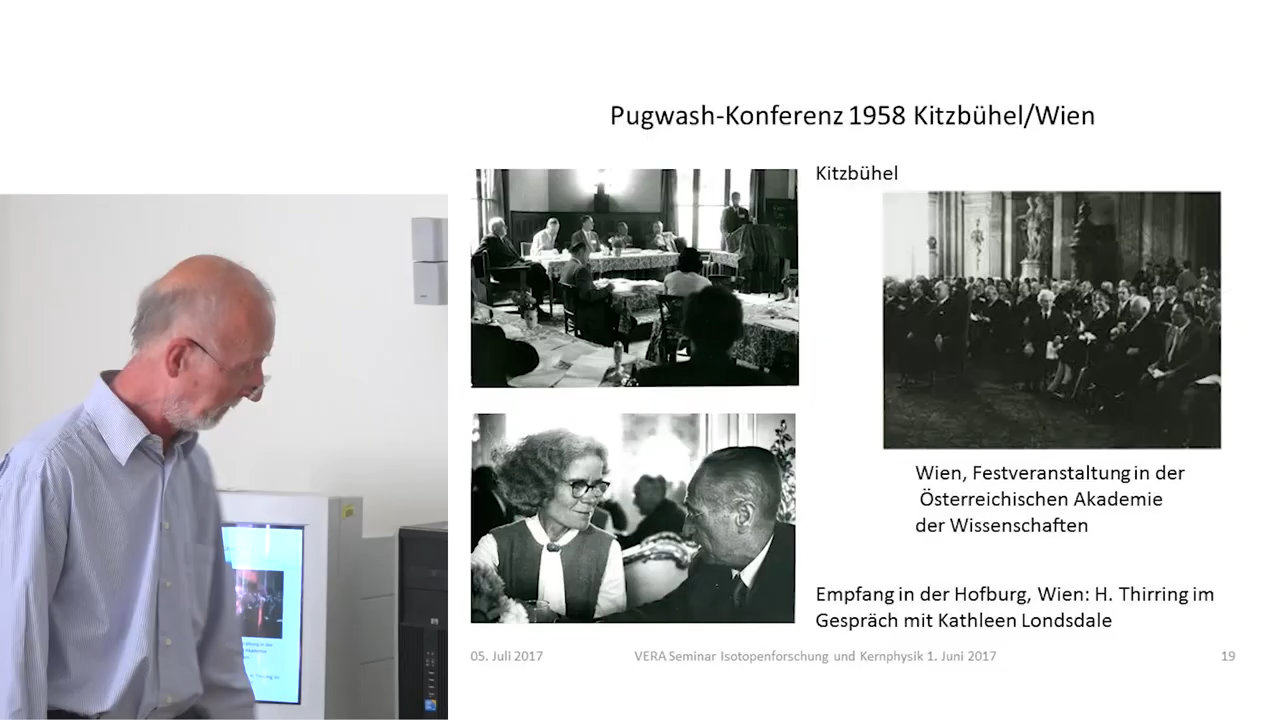 Pugwash-Konferenz 1958 Kitzbühel/Wien
Kitzbühel
Wien, Festveranstaltung in der
Österreichischen Akademie
der Wissenschaften
Empfang in der Hofburg, Wien: H. Thirring im
Gespräch mit Kathleen Londsdale
05. Juli 2017
VERA Seminar Isotopenforschung und Kernphysik 1. Juni 2017
19